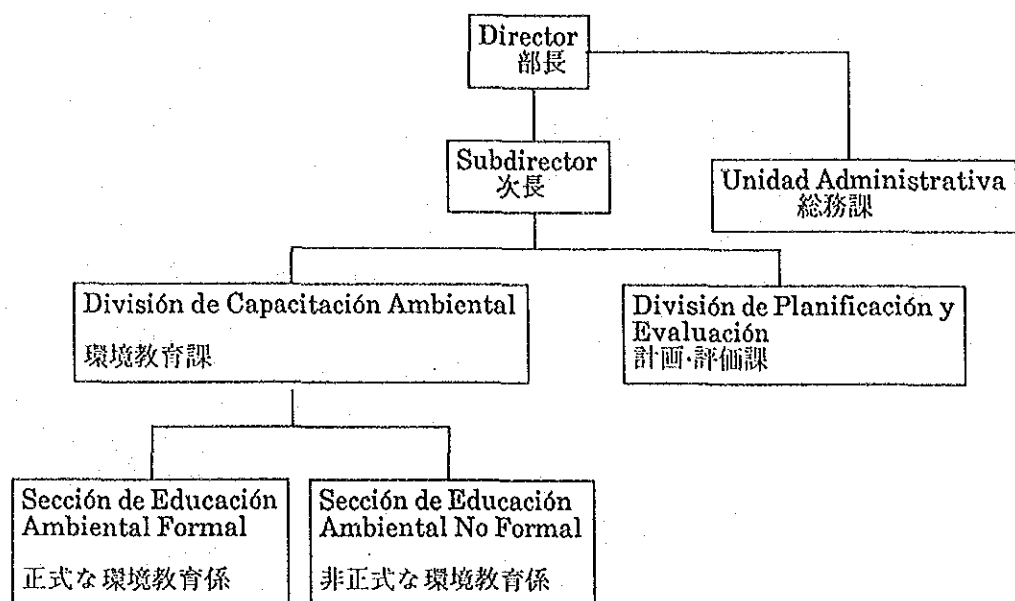 Director
部長
Subdirector
次長
Unidad Administrativa
総務課
División de Capacitación Ambiental
環境教育課
División de Planificación y
Evaluación
計画·評価課
Sección de Educación
Ambiental Formal
正式な環境教育係
Sección de Educación
Ambiental No Formal
非正式な環境教育係